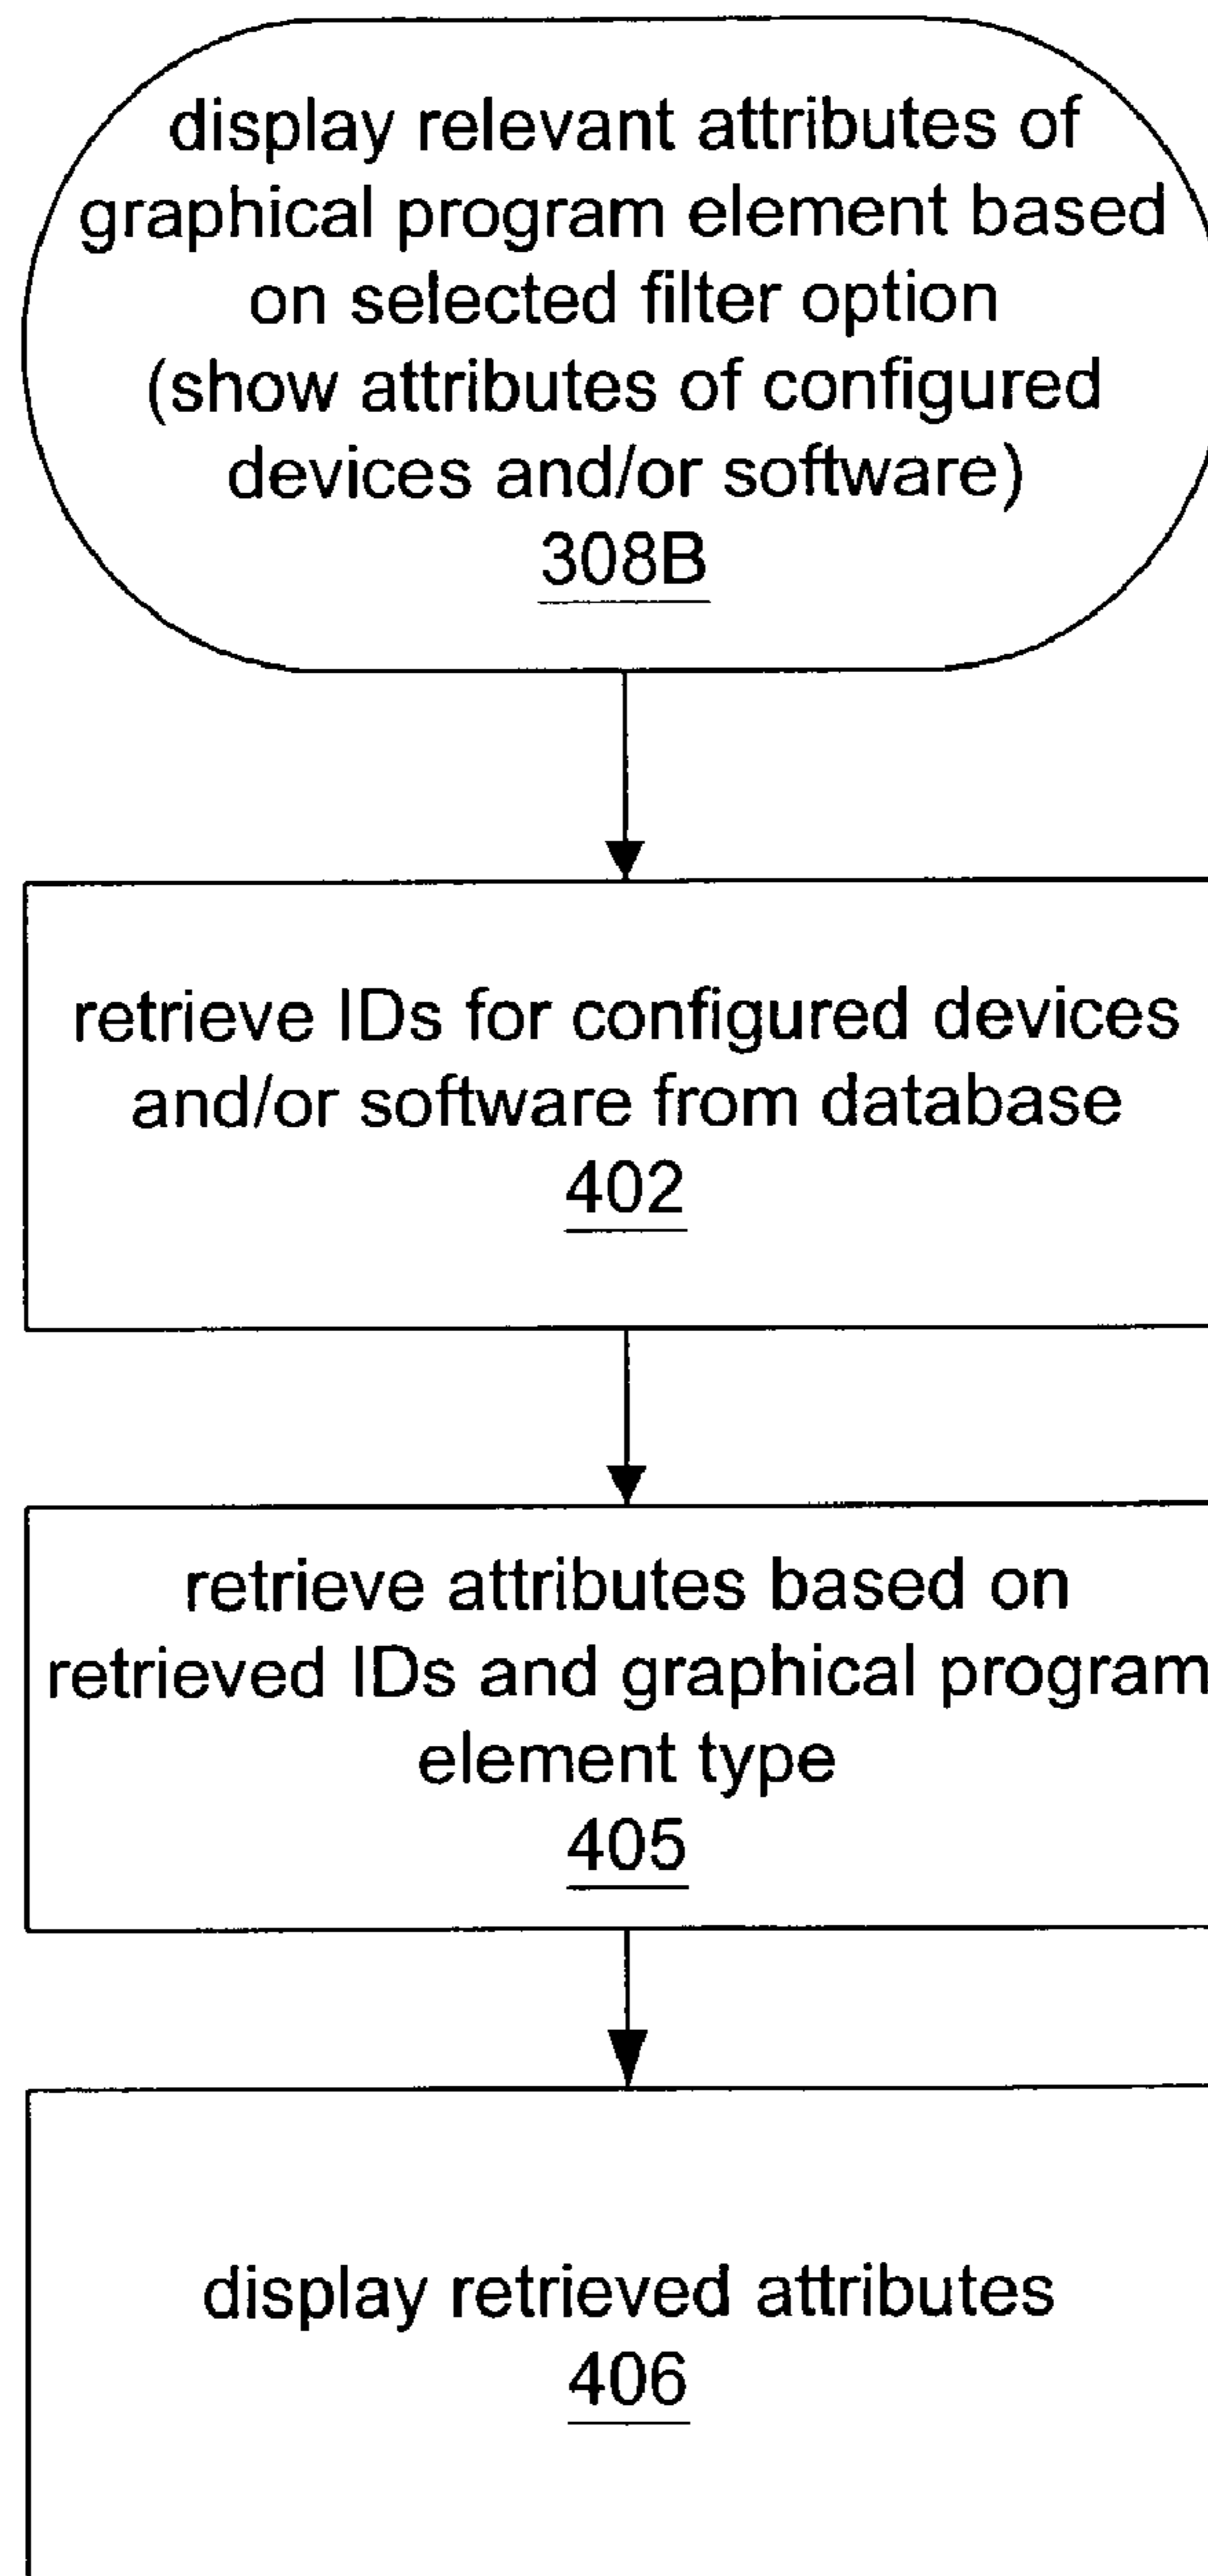 display relevant attributes of
graphical program element based
on selected filter option
(show attributes of configured
devices and/or software)
308B
retrieve IDs for configured devices
and/or software from database
402
retrieve attributes based on
retrieved IDs and graphical program
element type
405
display retrieved attributes
406